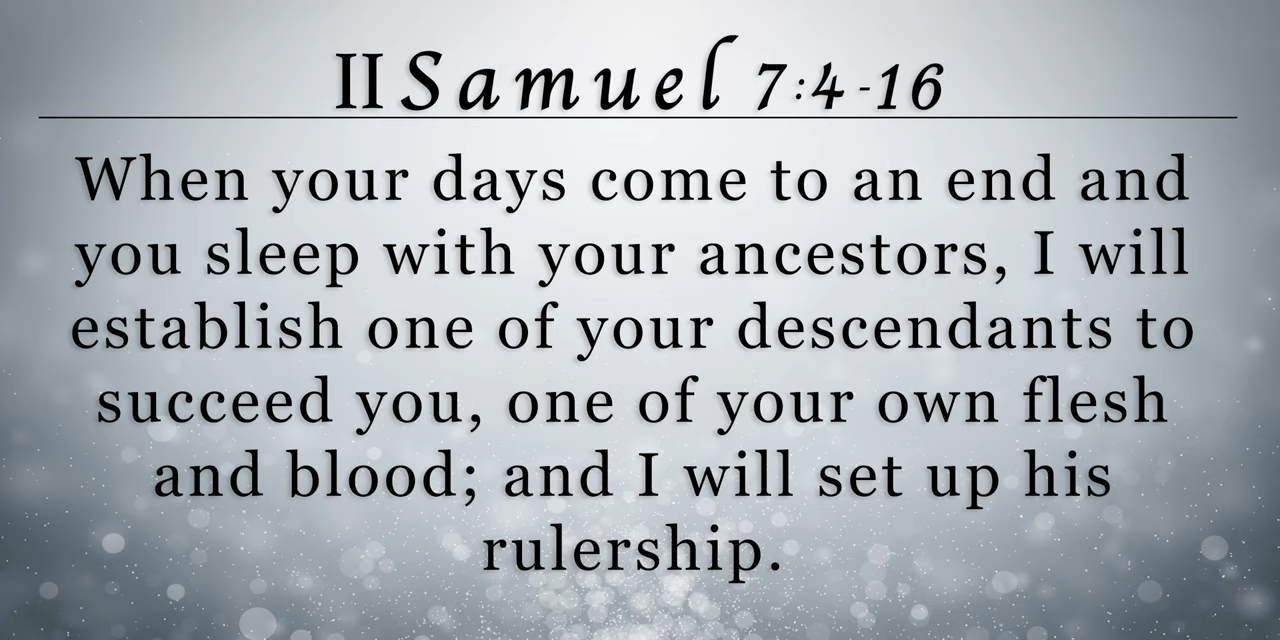 II Samuel 7:4-16
When your days come to an end and
you sleep with your ancestors, I will
establish one of your descendants to
succeed you, one of your own flesh
and blood; and I will set up his
rulership.